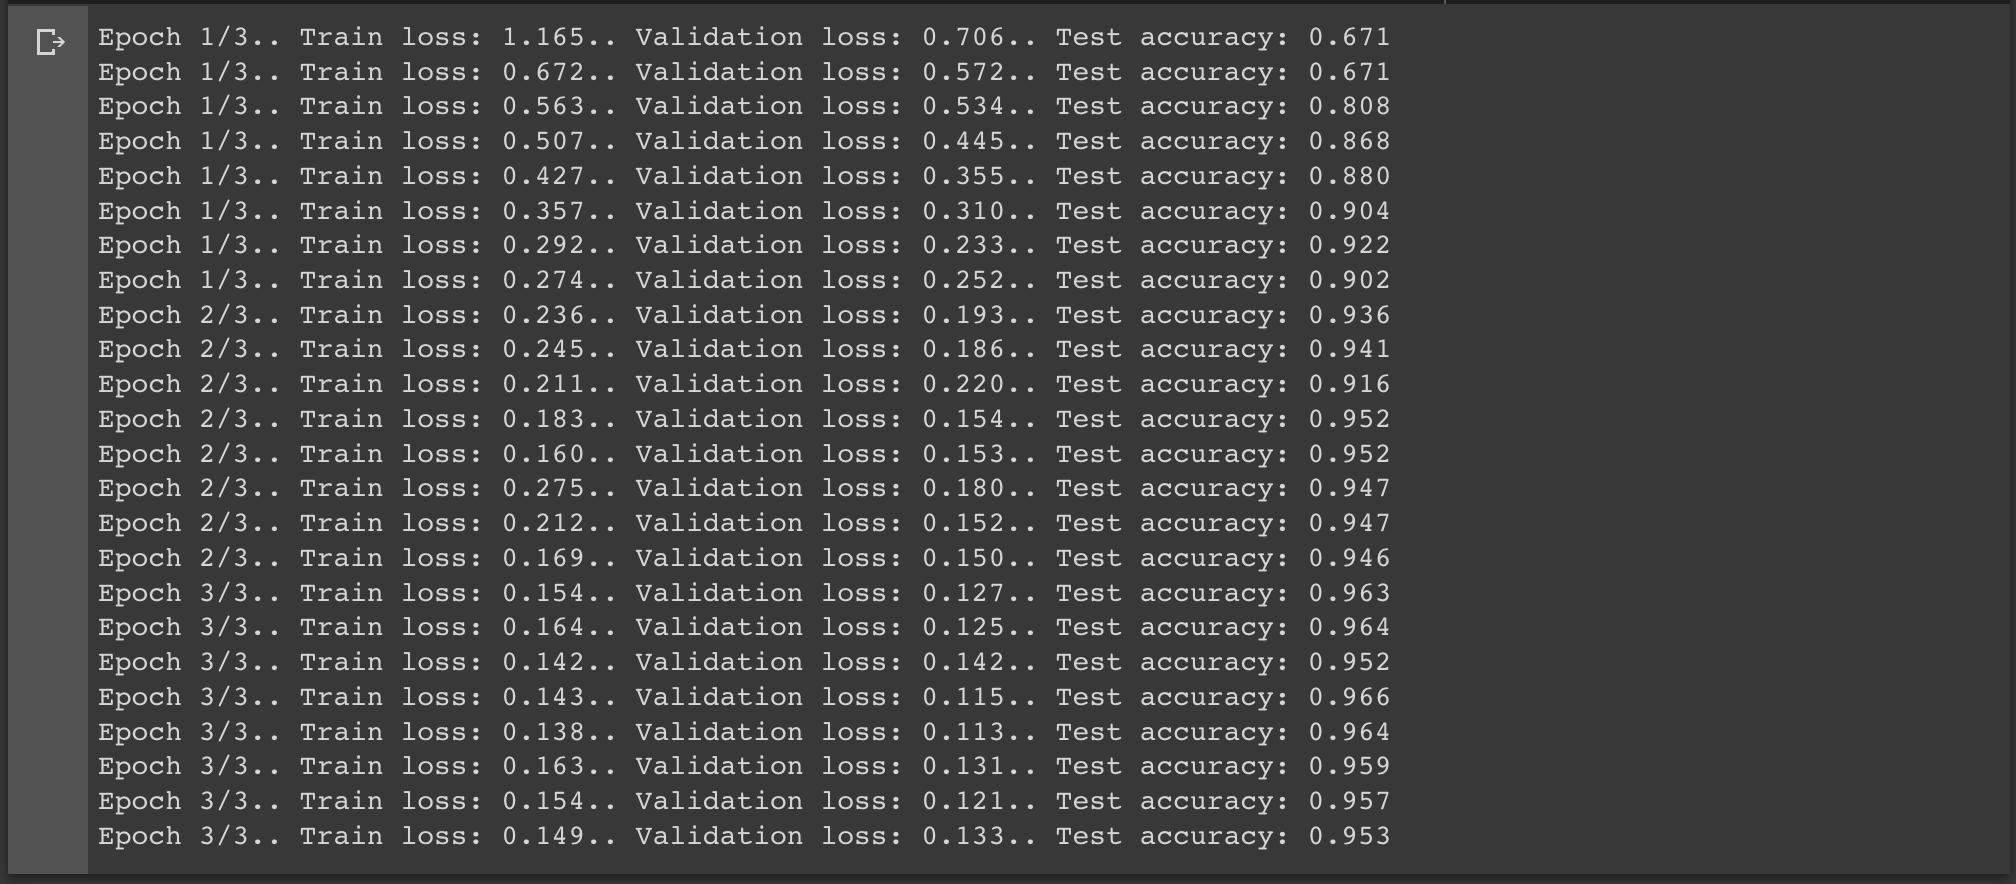 Epoch 1/3.. Train loss: 1.165.. Validation loss: 0.706.. Test accuracy: 0.671
Epoch 1/3.. Train loss: 0.672.. Validation loss: 0.572.. Test accuracy: 0.671
Epoch 1/3.. Train loss: 0.563.. Validation loss: 0.534.. Test accuracy: 0.808
Epoch 1/3.. Train loss: 0.507.. Validation loss: 0.445.. Test accuracy: 0.868
Epoch 1/3.. Train loss: 0.427.. Validation loss: 0.355.. Test accuracy: 0.880
Epoch 1/3.. Train loss: 0.357.. Validation loss: 0.310.. Test accuracy: 0.904
Epoch 1/3.. Train loss: 0.292.. Validation loss: 0.233.. Test accuracy: 0.922
Epoch 1/3.. Train loss: 0.274.. Validation loss: 0.252.. Test accuracy: 0.902
Epoch 2/3.. Train loss: 0.236.. Validation loss: 0.193.. Test accuracy: 0.936
Epoch 2/3.. Train loss: 0.245.. Validation loss: 0.186.. Test accuracy: 0.941
Epoch 2/3.. Train loss: 0.211.. Validation loss: 0.220.. Test accuracy: 0.916
Epoch 2/3.. Train loss: 0.183.. Validation loss: 0.154.. Test accuracy: 0.952
Epoch 2/3.. Train loss: 0.160.. Validation loss: 0.153.. Test accuracy: 0.952
Epoch 2/3.. Train loss: 0.275.. Validation loss: 0.180.. Test accuracy: 0.947
Epoch 2/3.. Train loss: 0.212.. Validation loss: 0.152.. Test accuracy: 0.947
Epoch 2/3.. Train loss: 0.169.. Validation loss: 0.150.. Test accuracy: 0.946
Epoch 3/3.. Train loss: 0.154.. Validation loss: 0.127.. Test accuracy: 0.963
Epoch 3/3.. Train loss: 0.164.. Validation loss: 0.125.. Test accuracy: 0.964
Epoch 3/3.. Train loss: 0.142.. Validation loss: 0.142.. Test accuracy: 0.952
Epoch 3/3.. Train loss: 0.143.. Validation loss: 0.115.. Test accuracy: 0.966
Epoch 3/3.. Train loss: 0.138.. Validation loss: 0.113.. Test accuracy: 0.964
Epoch 3/3.. Train loss: 0.163.. Validation loss: 0.131.. Test accuracy: 0.959
Epoch 3/3.. Train loss: 0.154.. Validation loss: 0.121.. Test accuracy: 0.957
Epoch 3/3.. Train loss: 0.149.. Validation loss: 0.133.. Test accuracy: 0.953